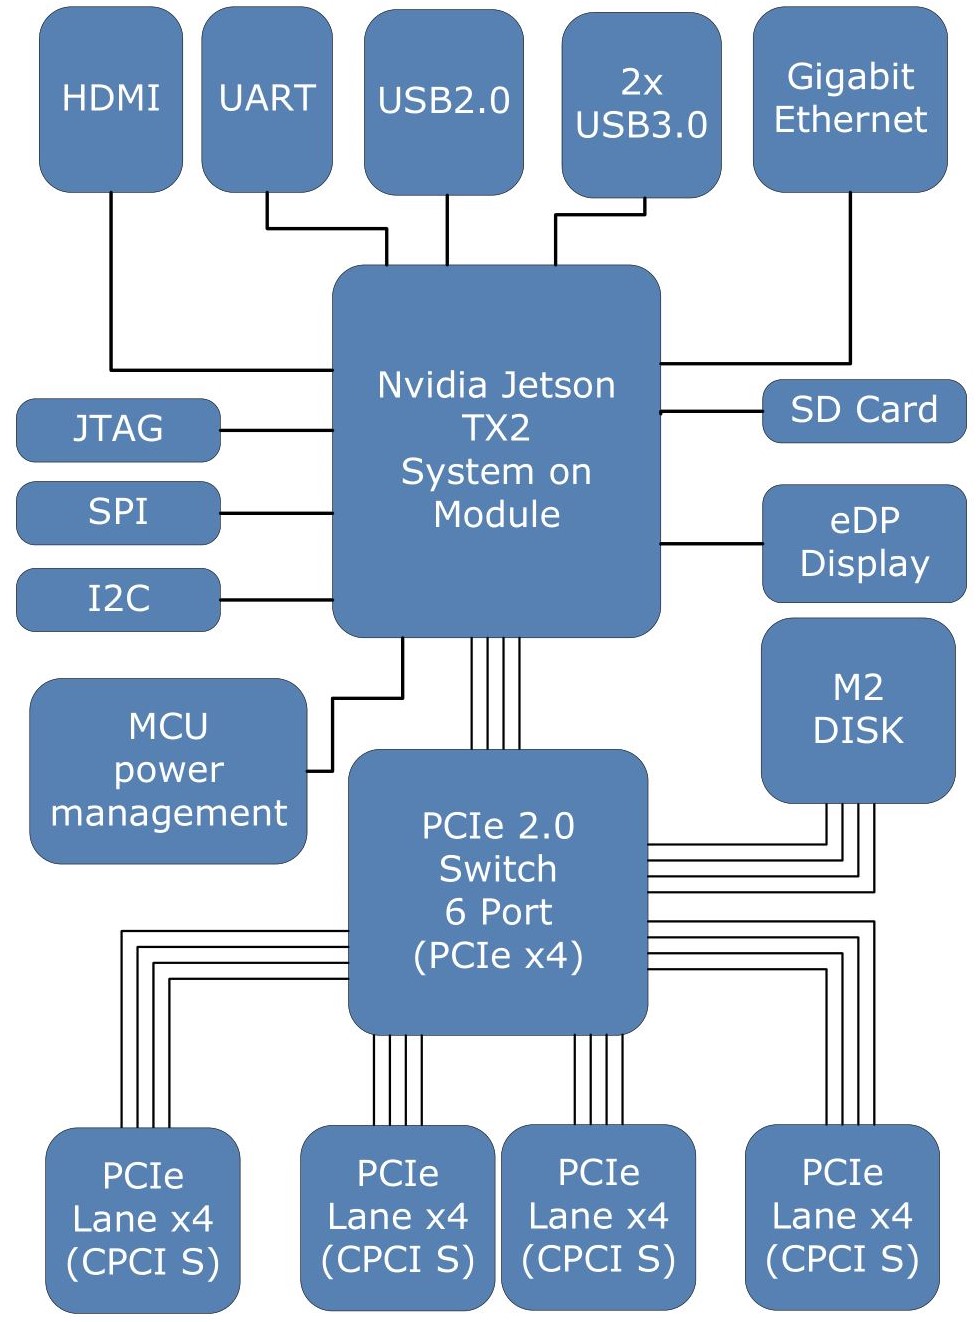 HDMI
UART
USB2.0
2x
USB3.0
Gigabit
Ethernet
Nvidia Jetson
TX2
System on
Module
JTAG
SPI
I2C
SD Card
eDP
Display
MCU
power
management
M2
DISK
PCIe 2.0
Switch
6 Port
(PCIe x4)
PCIe
Lane x4
(CPCI S)
PCIe
Lane x4
(CPCI S)
PCIe
Lane x4
(CPCI S)
PCIe
Lane x4
(CPCI S)